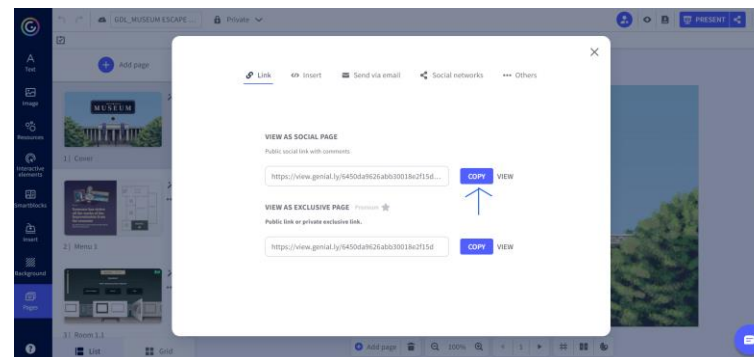 GDL_MUSEUM ESCAPE...
Private
PRESENT
Text
Image
Resources
Interactive
elements
SmartBlocks
Insert
Background
Pages
Add page
MUSEUM
1| Cover
2| Menu 1
3| Room 1.1
List
Grid
Link
Insert
Send via email
Social networks
Others
VIEW AS SOCIAL PAGE
Public social link with comments
https://view.genial.ly/6450da9626abb30018e2f15d...
COPY
VIEW
VIEW AS EXCLUSIVE PAGE Premium
Public link or private exclusive link.
https://view.genial.ly/6450da9626abb30018e2f15d
COPY
VIEW
Add page
100%
1